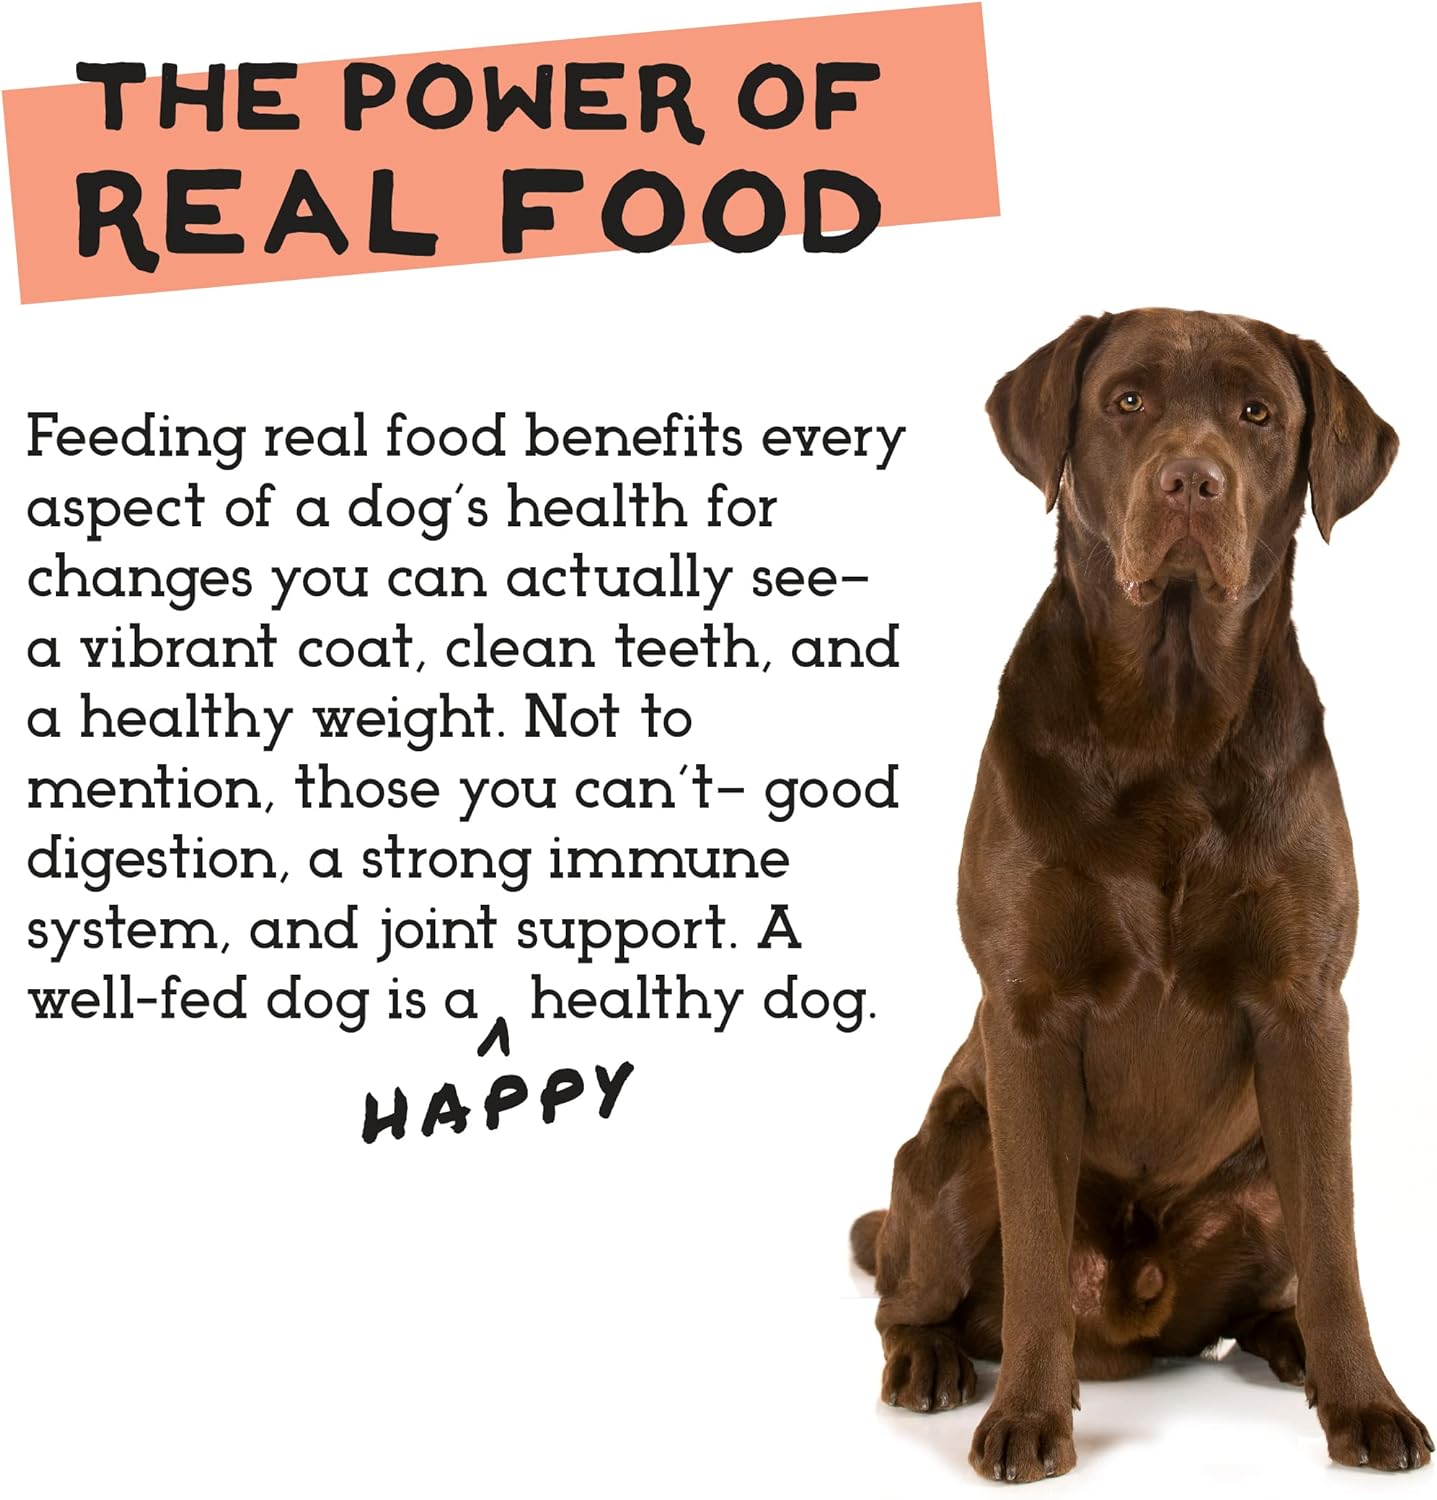 THE POWER OF
REAL FOOD
Feeding real food benefits every
aspect of a dog's health for
changes you can actually see–
a vibrant coat, clean teeth, and
a healthy weight. Not to
mention, those you can't– good
digestion, a strong immune
system, and joint support. A
well-fed dog is a ^ healthy dog.
HAPPY